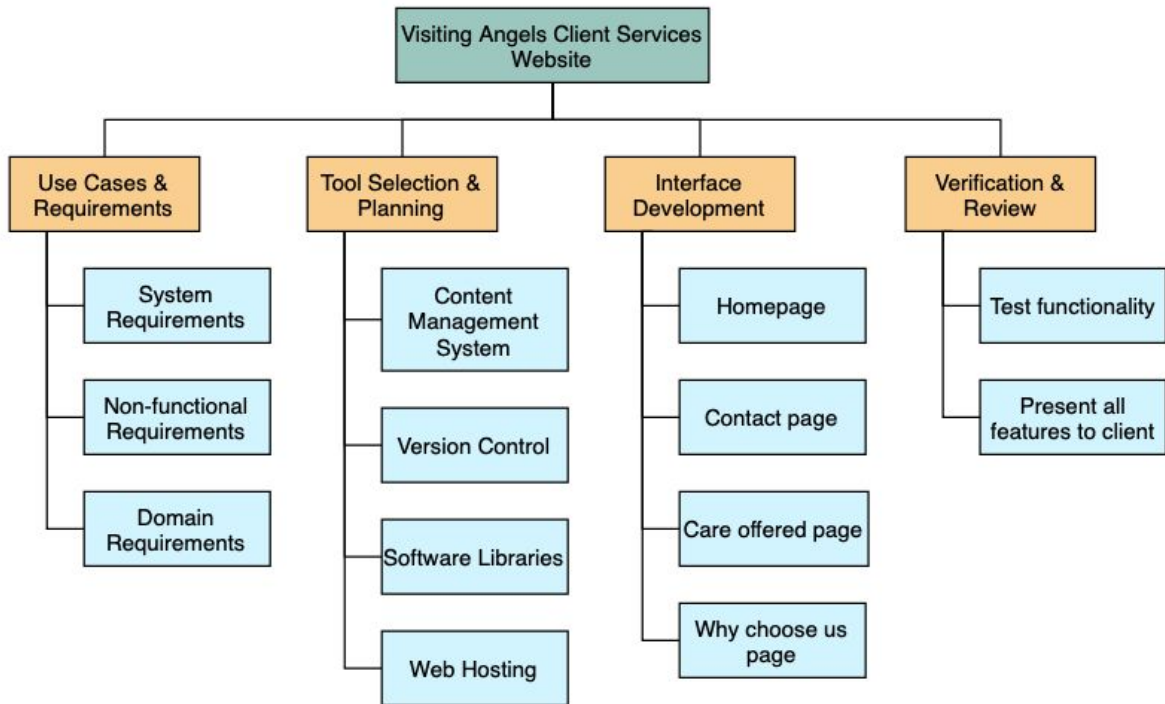 Visiting Angels Client Services
Website
Use Cases &
Requirements
System
Requirements
Non-functional
Requirements
Domain
Requirements
Tool Selection &
Planning
Content
Management
System
Version Control
Software Libraries
Web Hosting
Interface
Development
Homepage
Contact page
Care offered page
Why choose us
page
Verification &
Review
Test functionality
Present all
features to client